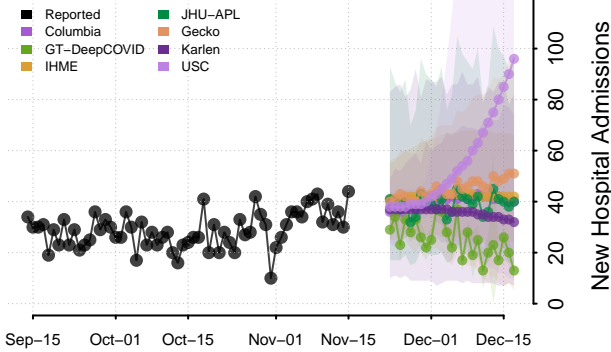 Reported
Columbia
GT−DeepCOVID
IHME
JHU−APL
Gecko
Karlen
USC
0
20
40
60
80
100
New Hospital Admissions
Sep−15
Oct−01
Oct−15
Nov−01
Nov−15
Dec−01
Dec−15